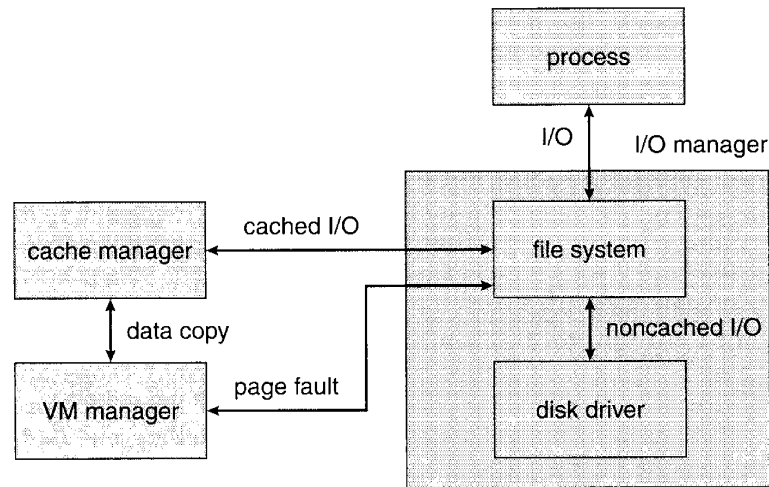 process
I/O
I/O manager
cached I/O
cache manager
file system
data copy
noncached I/O
page fault
VM manager
disk driver